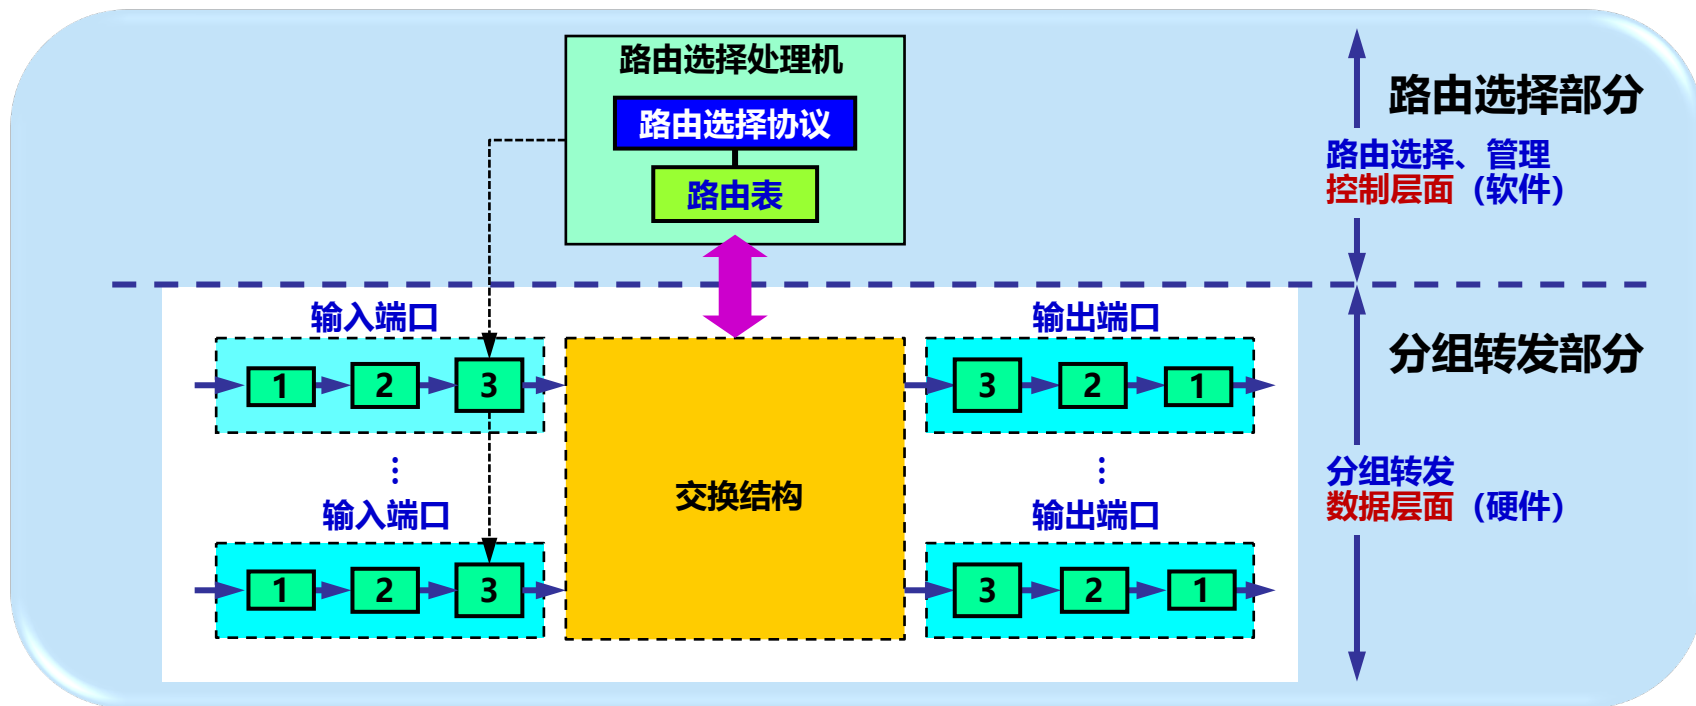 路由选择处理机
路由选择协议
路由表
路由选择部分
路由选择、管理
控制层面（软件）
输入端口
1 2 3
⋮
输入端口
1 2 3
交换结构
输出端口
3 2 1
⋮
输出端口
3 2 1
分组转发部分
分组转发
数据层面（硬件）